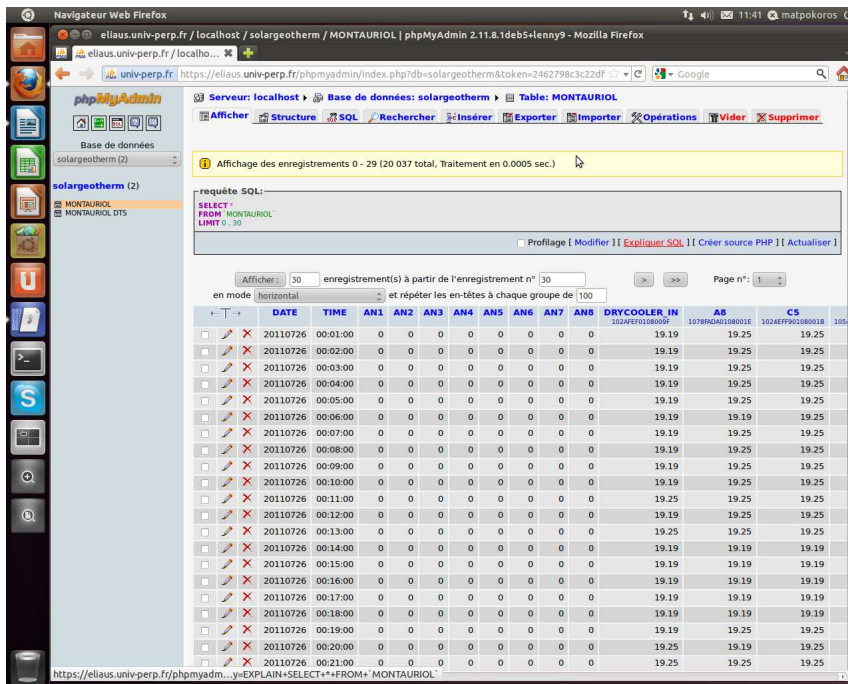 Navigateur Web Firefox
11:41 matpokoros
eliaus.univ-perp.fr / localhost / solargeotherm / MONTAURIOL | phpMyAdmin 2.11.8.1deb5+lenny9 - Mozilla Firefox
eliaus.univ-perp.fr / localho...
univ-perp.fr https://eliaus.univ-perp.fr/phpmyadmin/index.php?db=solargeotherm&token=2462798c3c22df
Google
phpMyAdmin
Base de données
solargeotherm (2)
solargeotherm (2)
MONTAURIOL
MONTAURIOL DTS
Serveur: localhost Base de données: solargeotherm Table: MONTAURIOL
Afficher Structure SQL Rechercher Insérer Exporter Importer Opérations Vider Supprimer
Affichage des enregistrements 0 - 29 (20 037 total, Traitement en 0.0005 sec.)
requête SQL:
SELECT *
FROM `MONTAURIOL`
LIMIT 0 , 30
Profilage [ Modifier ] [ Expliquer SQL ] [ Créer source PHP ] [ Actualiser ]
Afficher : 30 enregistrement(s) à partir de l'enregistrement n° 30 > >> Page n°: 1
en mode horizontal et répéter les en-têtes à chaque groupe de 100
←T→ DATE TIME AN1 AN2 AN3 AN4 AN5 AN6 AN7 AN8 DRYCOOLER_IN A8 C5
102AFEF0108009F 1078FADA0108001E 1024EFF90108001B 105
20110726 00:01:00 0 0 0 0 0 0 0 0 19.19 19.25 19.25
20110726 00:02:00 0 0 0 0 0 0 0 0 19.19 19.25 19.25
20110726 00:03:00 0 0 0 0 0 0 0 0 19.19 19.25 19.25
20110726 00:04:00 0 0 0 0 0 0 0 0 19.19 19.25 19.25
20110726 00:05:00 0 0 0 0 0 0 0 0 19.19 19.25 19.25
20110726 00:06:00 0 0 0 0 0 0 0 0 19.19 19.19 19.25
20110726 00:07:00 0 0 0 0 0 0 0 0 19.19 19.25 19.25
20110726 00:08:00 0 0 0 0 0 0 0 0 19.19 19.25 19.25
20110726 00:09:00 0 0 0 0 0 0 0 0 19.19 19.25 19.25
20110726 00:10:00 0 0 0 0 0 0 0 0 19.19 19.25 19.25
20110726 00:11:00 0 0 0 0 0 0 0 0 19.25 19.25 19.25
20110726 00:12:00 0 0 0 0 0 0 0 0 19.19 19.25 19.25
20110726 00:13:00 0 0 0 0 0 0 0 0 19.25 19.25 19.25
20110726 00:14:00 0 0 0 0 0 0 0 0 19.19 19.19 19.19
20110726 00:15:00 0 0 0 0 0 0 0 0 19.19 19.19 19.19
20110726 00:16:00 0 0 0 0 0 0 0 0 19.19 19.19 19.19
20110726 00:17:00 0 0 0 0 0 0 0 0 19.19 19.19 19.19
20110726 00:18:00 0 0 0 0 0 0 0 0 19.19 19.19 19.19
20110726 00:19:00 0 0 0 0 0 0 0 0 19.19 19.25 19.19
20110726 00:20:00 0 0 0 0 0 0 0 0 19.25 19.19 19.25
20110726 00:21:00 0 0 0 0 0 0 0 0 19.25 19.25 19.25
https://eliaus.univ-perp.fr/phpmyadm...y=EXPLAIN+SELECT+*+FROM+`MONTAURIOL`